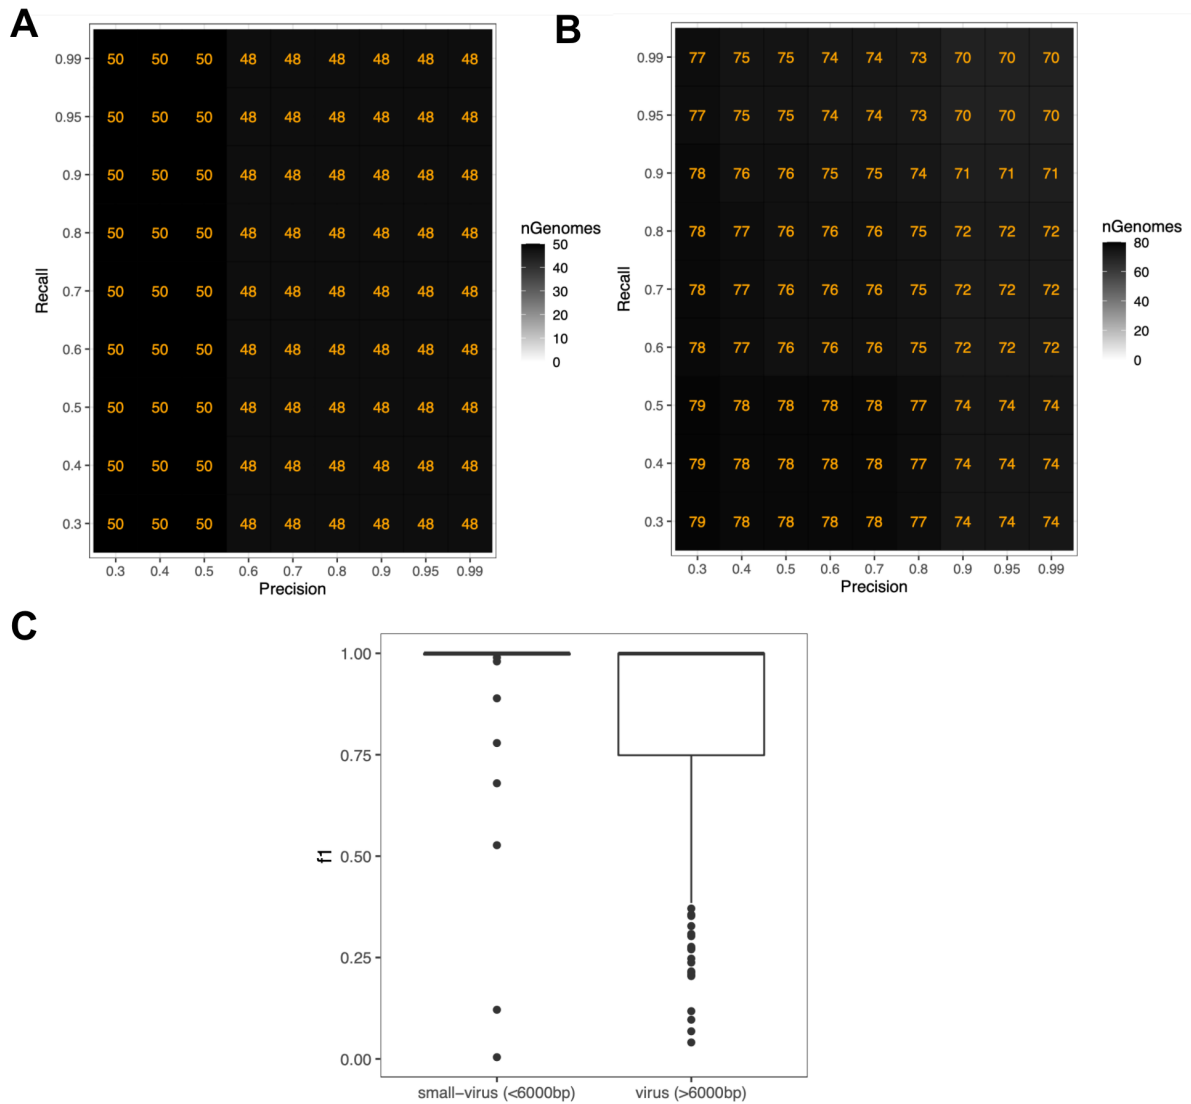 A
0.99 50 50 50 48 48 48 48 48 48
0.95 50 50 50 48 48 48 48 48 48
0.9 50 50 50 48 48 48 48 48 48
0.8 50 50 50 48 48 48 48 48 48
0.7 50 50 50 48 48 48 48 48 48
0.6 50 50 50 48 48 48 48 48 48
0.5 50 50 50 48 48 48 48 48 48
0.4 50 50 50 48 48 48 48 48 48
0.3 50 50 50 48 48 48 48 48 48
Recall
0.3 0.4 0.5 0.6 0.7 0.8 0.9 0.95 0.99
Precision
nGenomes
50
40
30
20
10
0
B
0.99 77 75 75 74 74 73 70 70 70
0.95 77 75 75 74 74 73 70 70 70
0.9 78 76 76 75 75 74 71 71 71
0.8 78 77 76 76 76 75 72 72 72
0.7 78 77 76 76 76 75 72 72 72
0.6 78 77 76 76 76 75 72 72 72
0.5 79 78 78 78 78 77 74 74 74
0.4 79 78 78 78 78 77 74 74 74
0.3 79 78 78 78 78 77 74 74 74
Recall
0.3 0.4 0.5 0.6 0.7 0.8 0.9 0.95 0.99
Precision
nGenomes
80
60
40
20
0
C
1.00
0.75
0.50
0.25
0.00
f1
small-virus (<6000bp) virus (>6000bp)